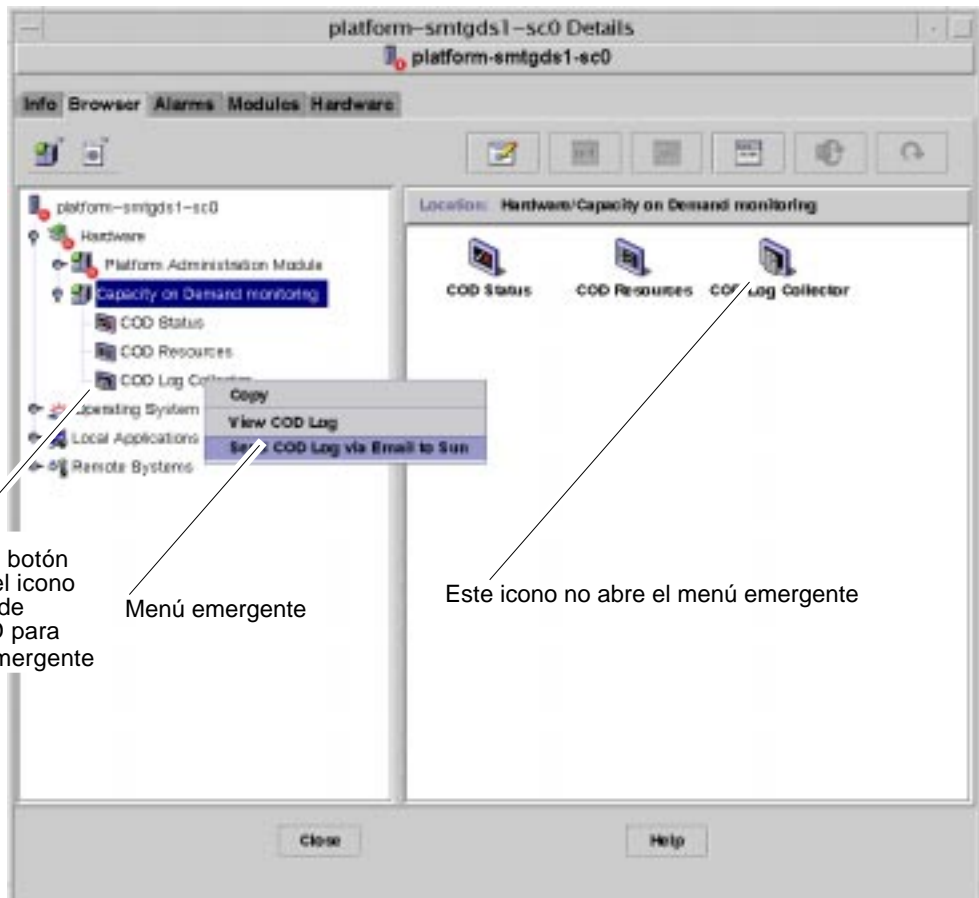 platform-smtgds1-sc0 Details
platform-smtgds1-sc0
Info Browser Alarms Modules Hardware
platform-smtgds1-sc0
Hardware
Platform Administration Module
Capacity on Demand monitoring
COD Status
COD Resources
COD Log Collector
Operating System
Local Applications
Remote Systems
Copy
View COD Log
Send COD Log via Email to Sun
Location: Hardware/Capacity on Demand monitoring
COD Status COD Resources COD Log Collector
botón
el icono
de
para
Menú emergente
Este icono no abre el menú emergente
Close Help